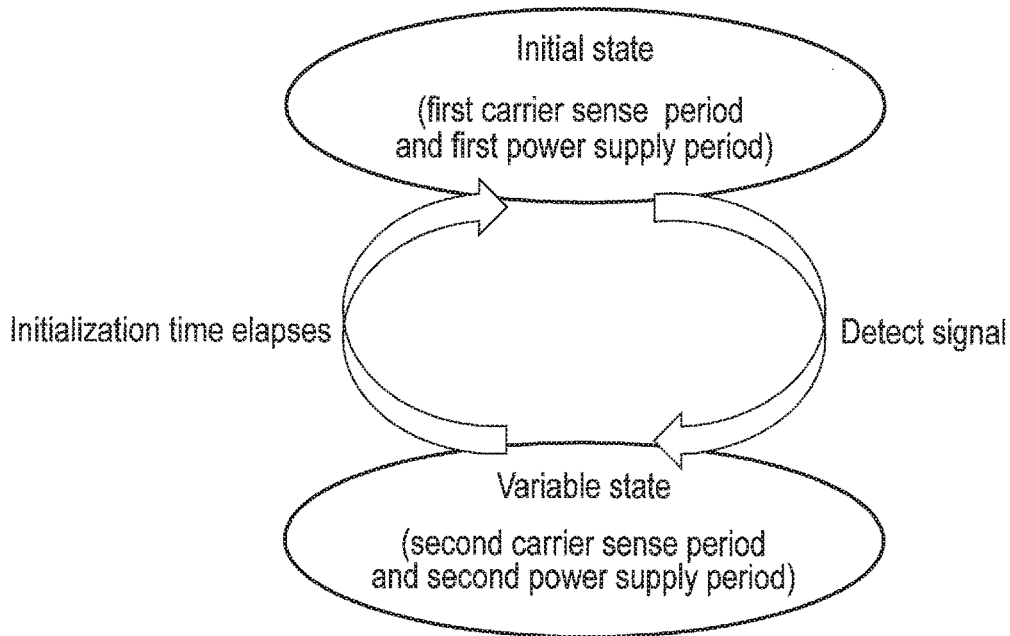 Initial state
(first carrier sense period
and first power supply period)
Initialization time elapses
Detect signal
Variable state
(second carrier sense period
and second power supply period)